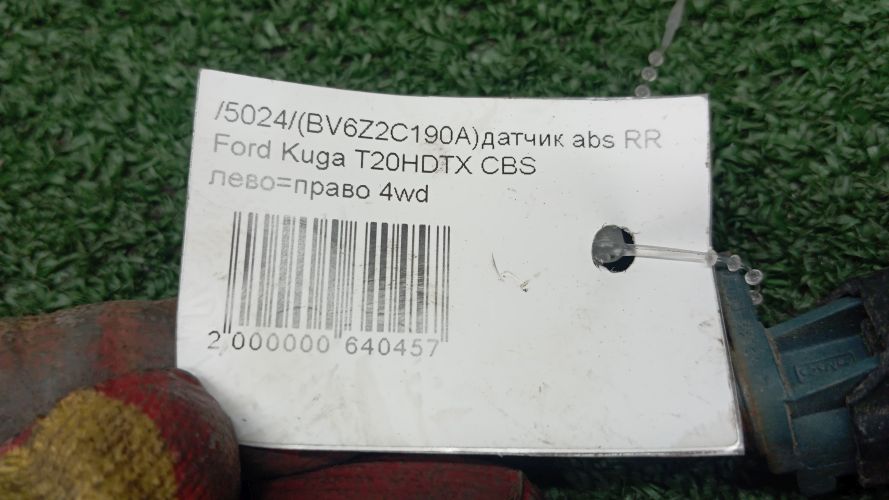 /5024/(BV6Z2C190A)датчик abs RR
Ford Kuga T20HDTX CBS
лево=право 4wd
2 000000 640457